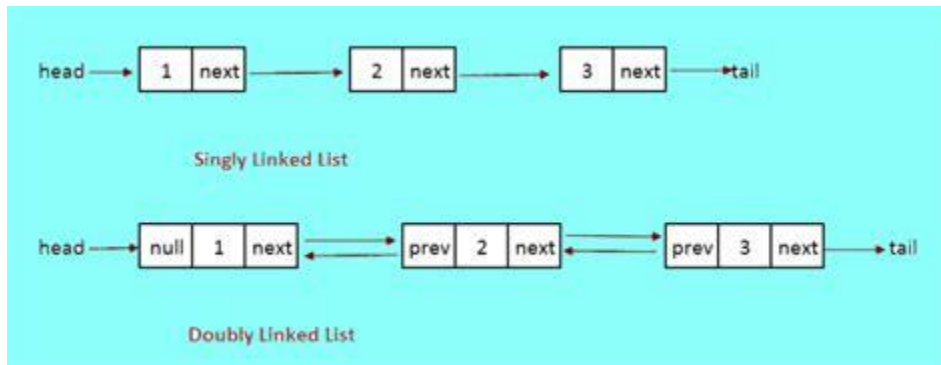 head 1 next 2 next 3 next tail
Singly Linked List
head null 1 next prev 2 next prev 3 next tail
Doubly Linked List